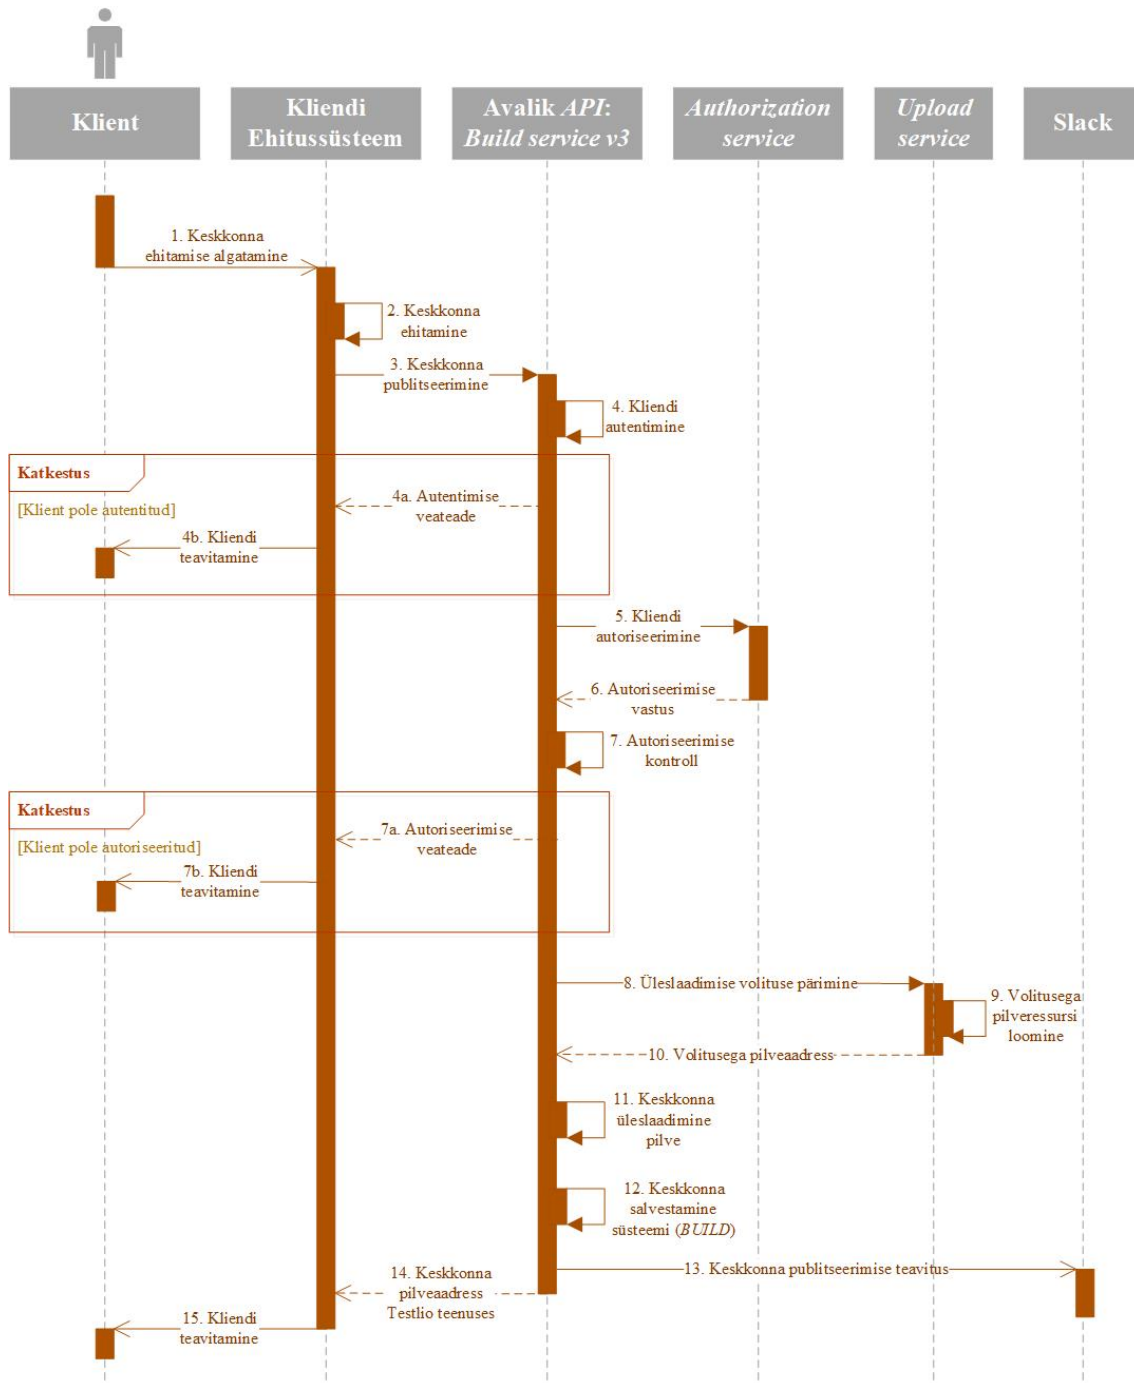 Klient
Kliendi
Ehitussüsteem
Avalik API:
Build service v3
Authorization
service
Upload
service
Slack
1. Keskkonna
ehitamise algatamine
2. Keskkonna
ehitamine
3. Keskkonna
publitseerimine
4. Kliendi
autentimine
Katkestus
[Klient pole autentitud]
4a. Autentimise
veateade
4b. Kliendi
teavitamine
5. Kliendi
autoriseerimine
6. Autoriseerimise
vastus
7. Autoriseerimise
kontroll
Katkestus
[Klient pole autoriseeritud]
7a. Autoriseerimise
veateade
7b. Kliendi
teavitamine
8. Üleslaadimise volituse pärimine
9. Volitusega
pilveressursi
loomine
10. Volitusega pilveaadress
11. Keskkonna
üleslaadimine
pilve
12. Keskkonna
salvestamine
süsteemi (BUILD)
13. Keskkonna publitseerimise teavitus
14. Keskkonna
pilveaadress
Testlio teenuses
15. Kliendi
teavitamine